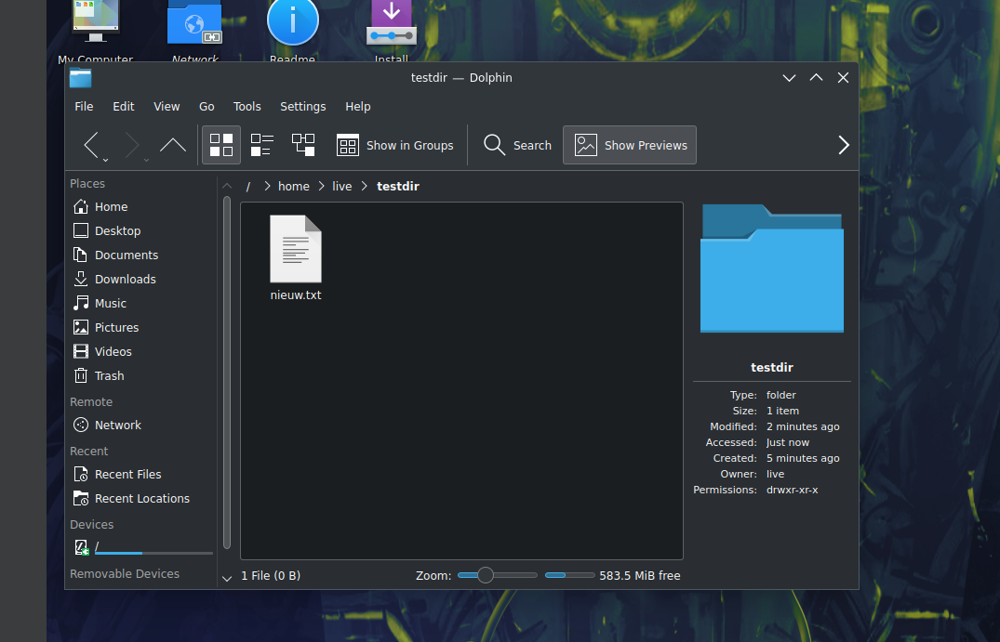 My Computer
Network
Readme
Install
testdir — Dolphin
File Edit View Go Tools Settings Help
Show in Groups Search Show Previews
Places
Home
Desktop
Documents
Downloads
Music
Pictures
Videos
Trash
Remote
Network
Recent
Recent Files
Recent Locations
Devices
/
Removable Devices
/ > home > live > testdir
nieuw.txt
1 File (0 B)
Zoom:
583.5 MiB free
testdir
Type: folder
Size: 1 item
Modified: 2 minutes ago
Accessed: Just now
Created: 5 minutes ago
Owner: live
Permissions: drwxr-xr-x